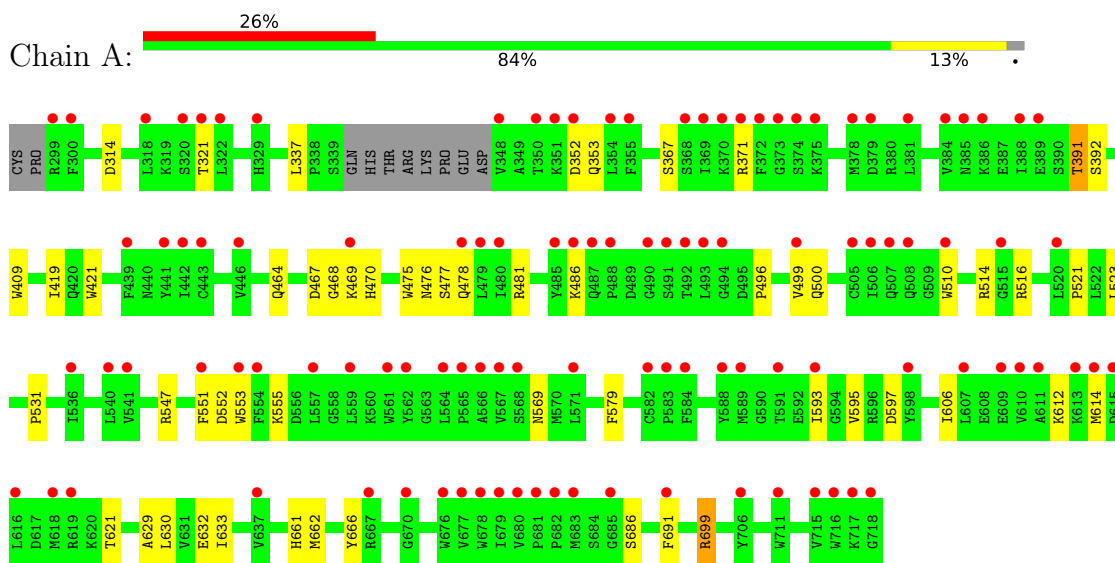 26%
Chain A:
84% 13%
CYS PRO R299 F300 D314 L318 K319 S320 T321 L322 H329 L337 P338 S339 GLN HIS THR ARG LYS PRO GLU ASP V348 A349 T350 K351 D352 Q353 L354 F355 S367 S368 I369 K370 R371 F372 G373 S374 K375 M378 D379 R380 L381 V384 N385 K386 E387 I388 E389 S390 T391 S392
W409 I419 Q420 W421 F439 N440 Y441 I442 C443 V446 Q464 D467 G468 K469 H470 W475 N476 S477 Q478 L479 I480 R481 Y485 K486 Q487 P488 D489 G490 S491 T492 L493 G494 D495 P496 V499 Q500 C505 I506 Q507 Q508 G509 W510 R514 G515 R516 L520 P521 L522
P531 I536 L540 V541 R547 F551 D552 W553 F554 K555 D556 L557 G558 L559 K560 W561 Y562 G563 L564 P565 A566 V567 S568 N569 M570 L571 F579 C582 P583 F584 Y588 M589 G590 T591 E592 I593 G594 V595 R596 D597 Y598 I606 L607 E608 E609 V610 A611 K612 K613 M614
L616 D617 M618 R619 K620 T621 A629 L630 V631 E632 I633 V637 H661 M662 Y666 R667 G670 W676 V677 W678 I679 V680 P681 P682 M683 S684 G685 S686 F691 R699 Y706 W711 V715 W716 K717 G718